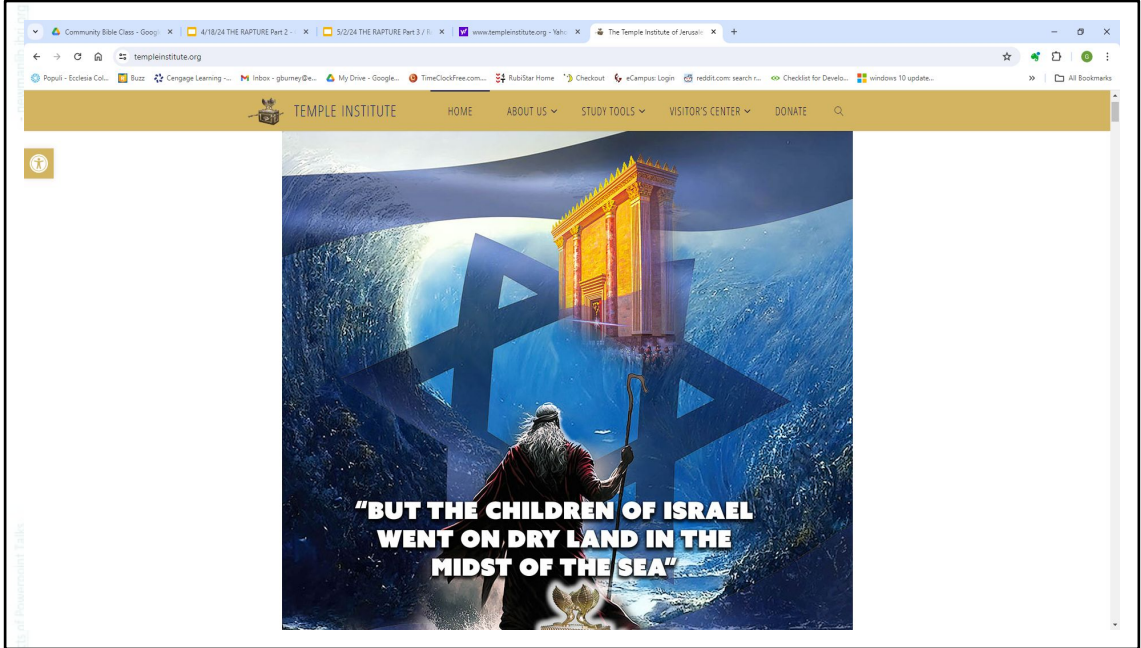 Community Bible Class - Googl
4/18/24 THE RAPTURE Part 2 -
5/2/24 THE RAPTURE Part 3 / R
www.templeinstitute.org - Yaho
The Temple Institute of Jerusale
templeinstitute.org
Populi - Ecclesia Col...
Buzz
Cengage Learning -...
Inbox - gburney@e...
My Drive - Google...
TimeClockFree.com...
RubiStar Home
Checkout
eCampus: Login
reddit.com: search r...
Checklist for Develo...
windows 10 update...
All Bookmarks
TEMPLE INSTITUTE
HOME
ABOUT US
STUDY TOOLS
VISITOR'S CENTER
DONATE
"BUT THE CHILDREN OF ISRAEL
WENT ON DRY LAND IN THE
MIDST OF THE SEA"